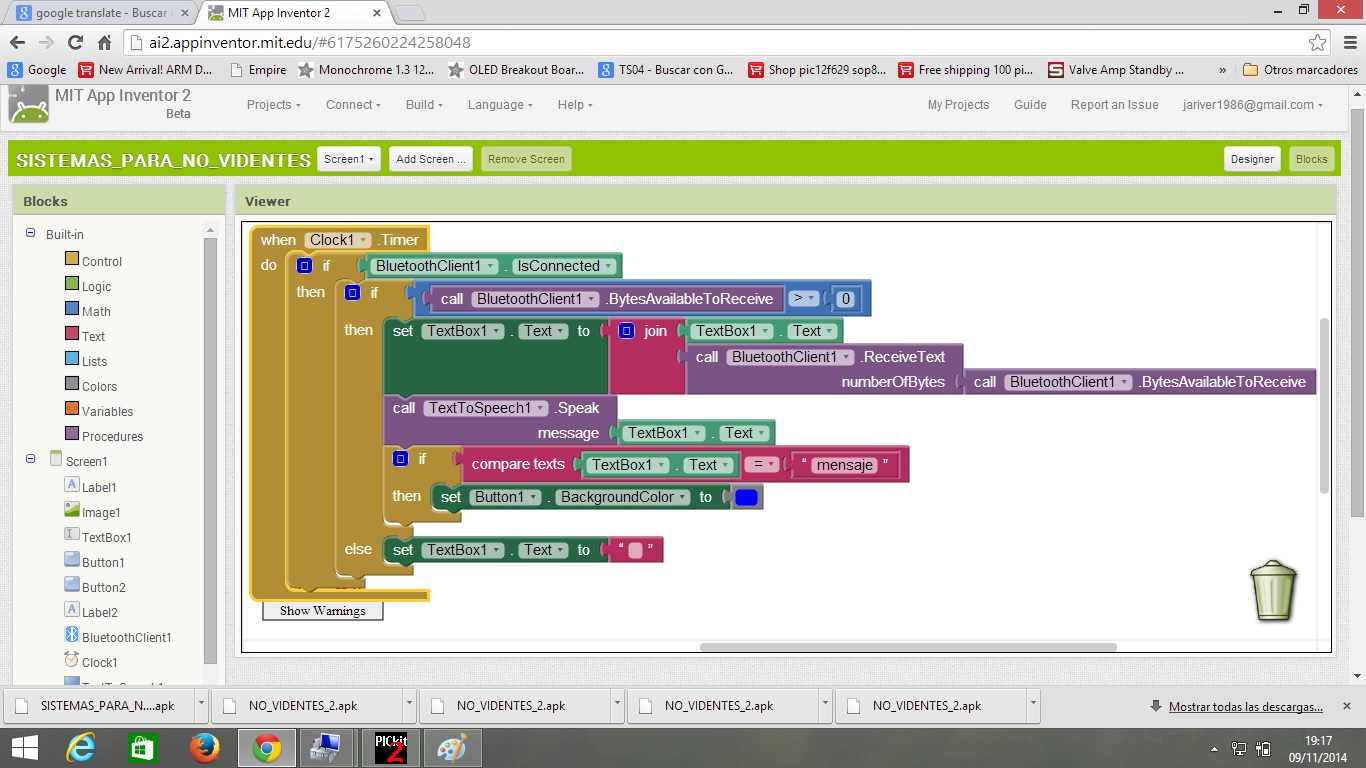 google translate - Buscar
MIT App Inventor 2
ai2.appinventor.mit.edu/#6175260224258048
Google
New Arrival! ARM D...
Empire
Monochrome 1.3 12...
OLED Breakout Boar...
TS04 - Buscar con G...
Shop pic12f629 sop8...
Free shipping 100 pi...
Valve Amp Standby ...
»
Otros marcadores
MIT App Inventor 2
Beta
Projects
Connect
Build
Language
Help
My Projects
Guide
Report an Issue
jariver1986@gmail.com
SISTEMAS_PARA_NO_VIDENTES
Screen1
Add Screen ...
Remove Screen
Designer
Blocks
Blocks
Built-in
Control
Logic
Math
Text
Lists
Colors
Variables
Procedures
Screen1
Label1
Image1
TextBox1
Button1
Button2
Label2
BluetoothClient1
Clock1
Viewer
when Clock1 .Timer
do if BluetoothClient1 . IsConnected
then if call BluetoothClient1 .BytesAvailableToReceive > 0
then set TextBox1 . Text to join TextBox1 . Text
call BluetoothClient1 .ReceiveText
numberOfBytes call BluetoothClient1 .BytesAvailableToReceive
call TextToSpeech1 .Speak
message TextBox1 . Text
if compare texts TextBox1 . Text = “ mensaje ”
then set Button1 . BackgroundColor to
else set TextBox1 . Text to “ ”
Show Warnings
SISTEMAS_PARA_N....apk
NO_VIDENTES_2.apk
NO_VIDENTES_2.apk
NO_VIDENTES_2.apk
NO_VIDENTES_2.apk
Mostrar todas las descargas...
PICkit
2
19:17
09/11/2014